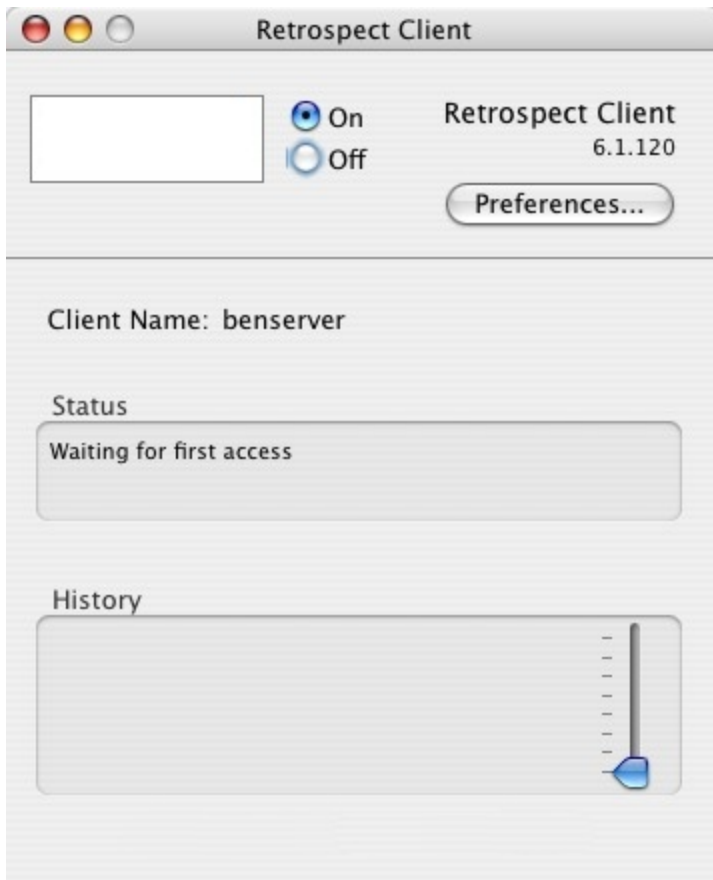 Retrospect Client
On
Off
Retrospect Client
6.1.120
Preferences...
Client Name: benserver
Status
Waiting for first access
History